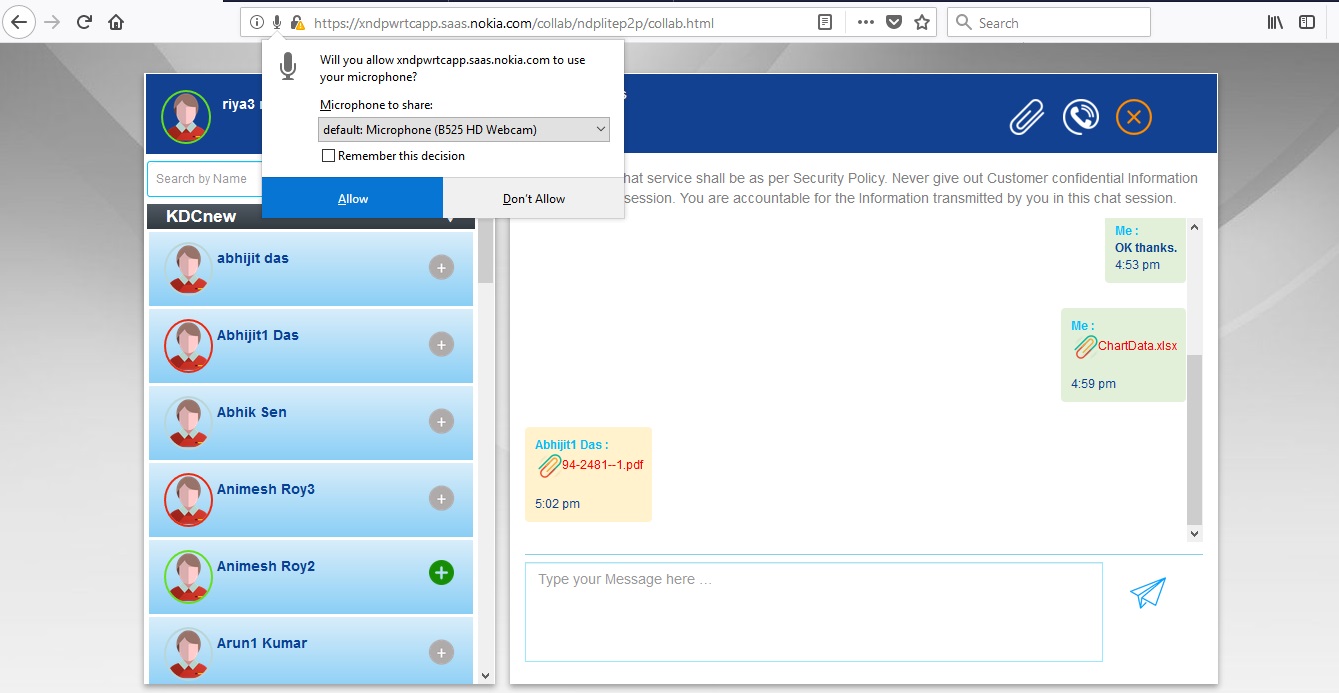 https://xndpwrtcapp.saas.nokia.com/collab/ndplitep2p/collab.html
Search
Will you allow xndpwrtcapp.saas.nokia.com to use
your microphone?
Microphone to share:
default: Microphone (B525 HD Webcam)
Remember this decision
Allow
Don't Allow
riya3
Search by Name
KDCnew
abhijit das
Abhijit1 Das
Abhik Sen
Animesh Roy3
Animesh Roy2
Arun1 Kumar
hat service shall be as per Security Policy. Never give out Customer confidential Information
session. You are accountable for the Information transmitted by you in this chat session.
Me :
OK thanks.
4:53 pm
Me :
ChartData.xlsx
4:59 pm
Abhijit1 Das :
94-2481--1.pdf
5:02 pm
Type your Message here ...